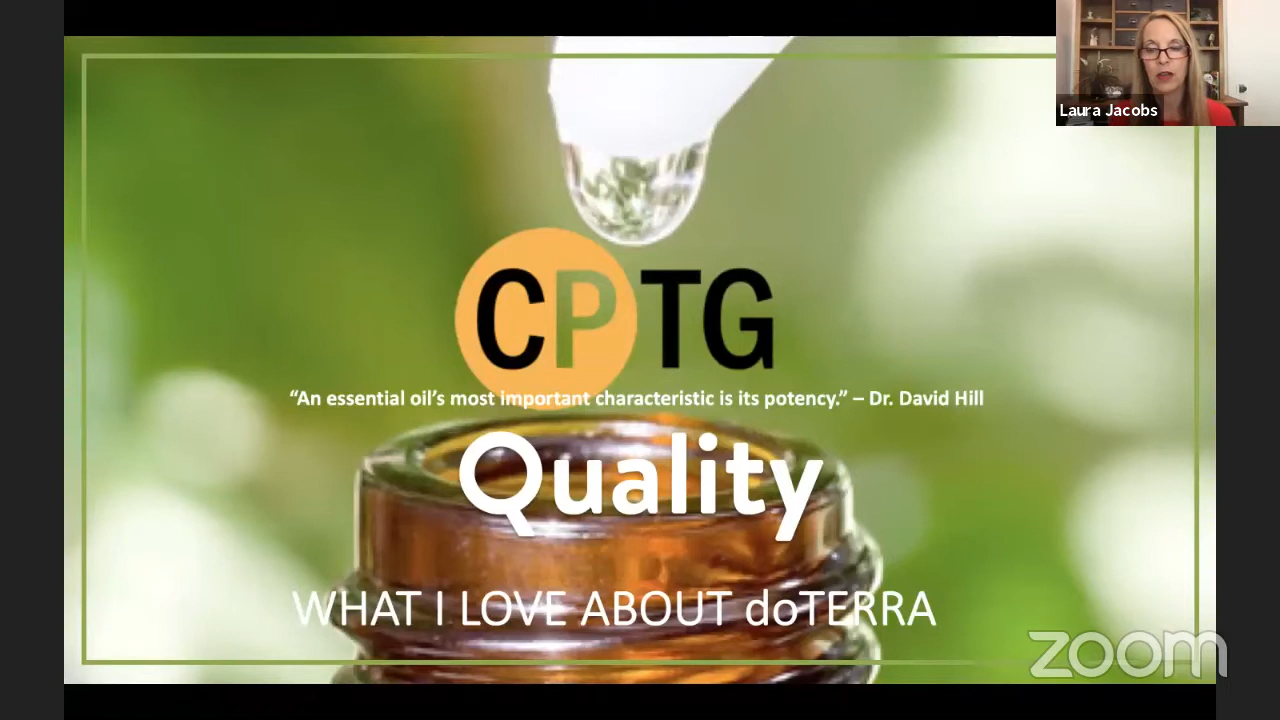 Laura Jacobs
CPTG
“An essential oil’s most important characteristic is its potency.” – Dr. David Hill
Quality
WHAT I LOVE ABOUT doTERRA
zoom